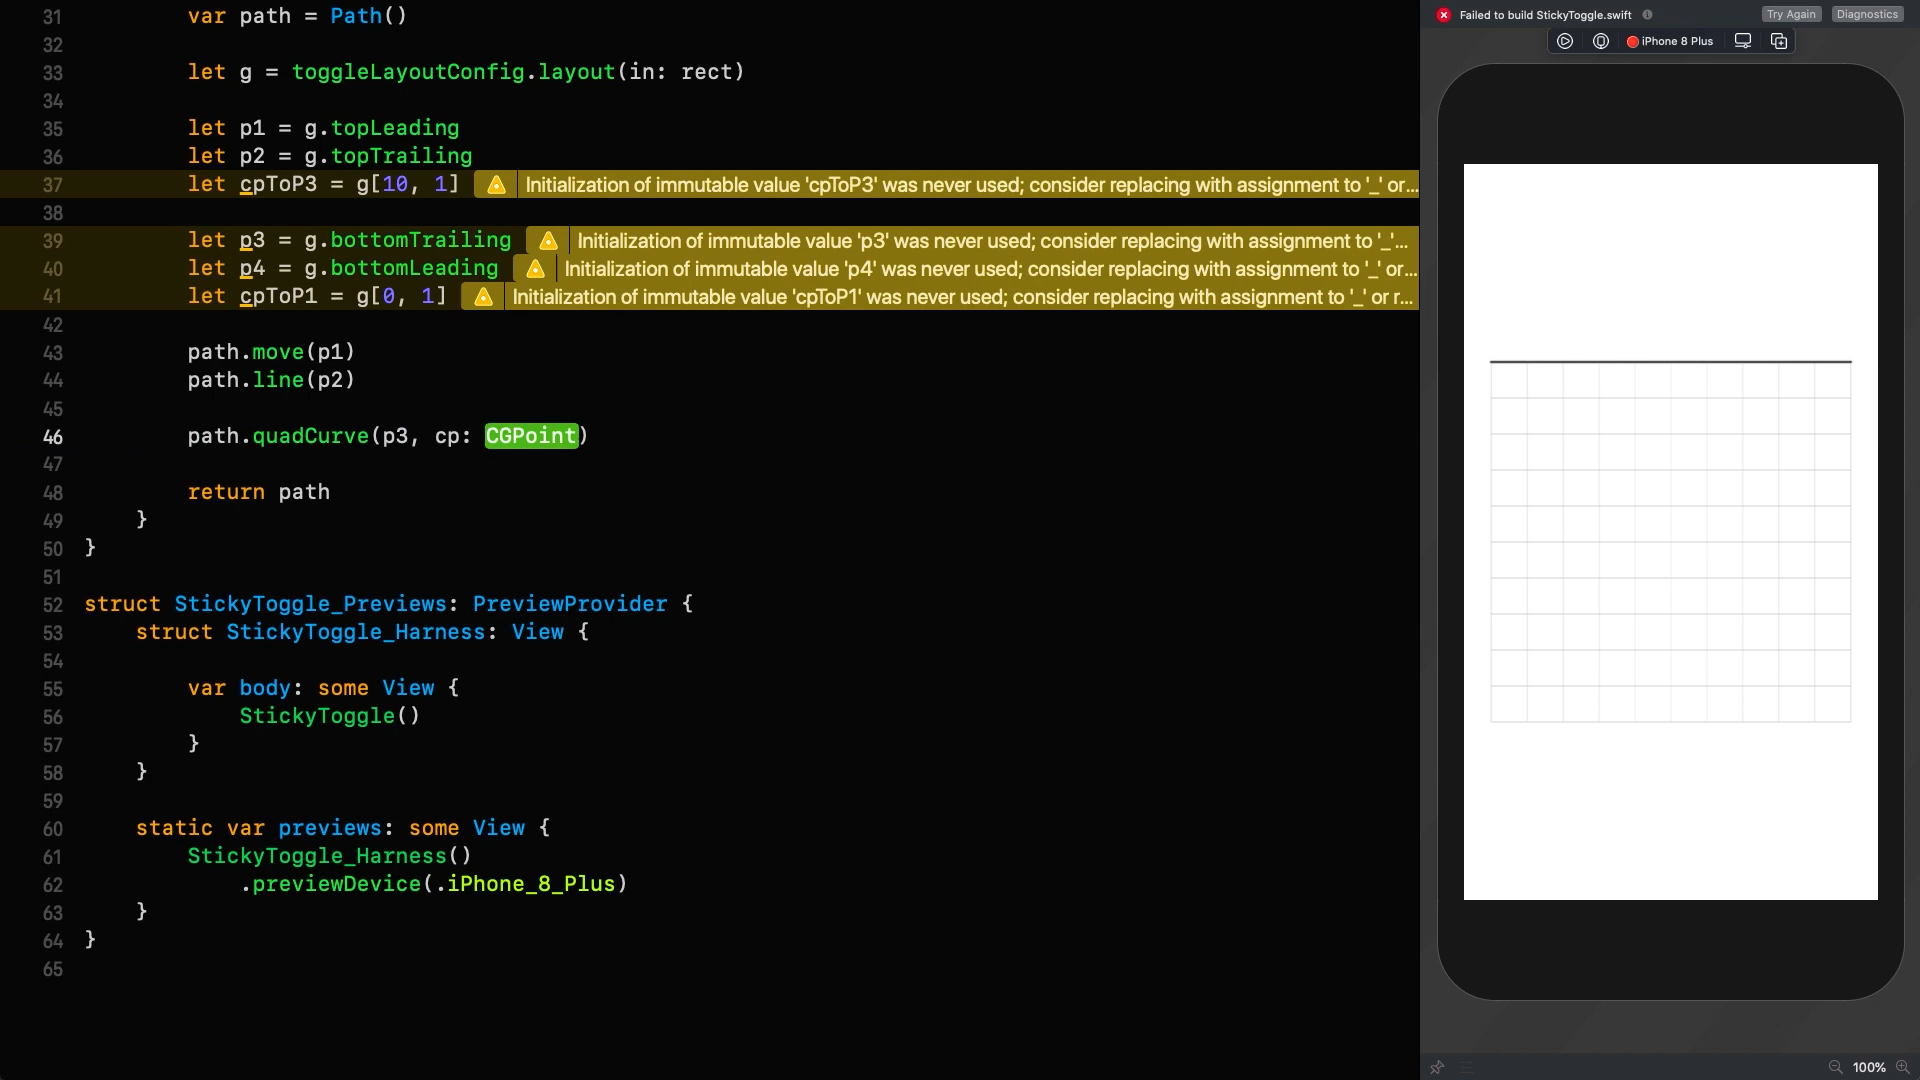 31 var path = Path()
32
33 let g = toggleLayoutConfig.layout(in: rect)
34
35 let p1 = g.topLeading
36 let p2 = g.topTrailing
37 let cpToP3 = g[10, 1] Initialization of immutable value 'cpToP3' was never used; consider replacing with assignment to '_' or...
38
39 let p3 = g.bottomTrailing Initialization of immutable value 'p3' was never used; consider replacing with assignment to '_'...
40 let p4 = g.bottomLeading Initialization of immutable value 'p4' was never used; consider replacing with assignment to '_' or...
41 let cpToP1 = g[0, 1] Initialization of immutable value 'cpToP1' was never used; consider replacing with assignment to '_' or r...
42
43 path.move(p1)
44 path.line(p2)
45
46 path.quadCurve(p3, cp: CGPoint)
47
48 return path
49 }
50 }
51
52 struct StickyToggle_Previews: PreviewProvider {
53 struct StickyToggle_Harness: View {
54
55 var body: some View {
56 StickyToggle()
57 }
58 }
59
60 static var previews: some View {
61 StickyToggle_Harness()
62 .previewDevice(.iPhone_8_Plus)
63 }
64 }
65
Failed to build StickyToggle.swift Try Again Diagnostics
iPhone 8 Plus
100%